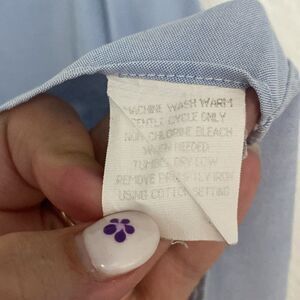 MACHINE WASH WARM
GENTLE CYCLE ONLY
NON-CHLORINE BLEACH
WHEN NEEDED
TUMBLE DRY LOW
REMOVE PROMPTLY IRON
USING COTTON SETTING